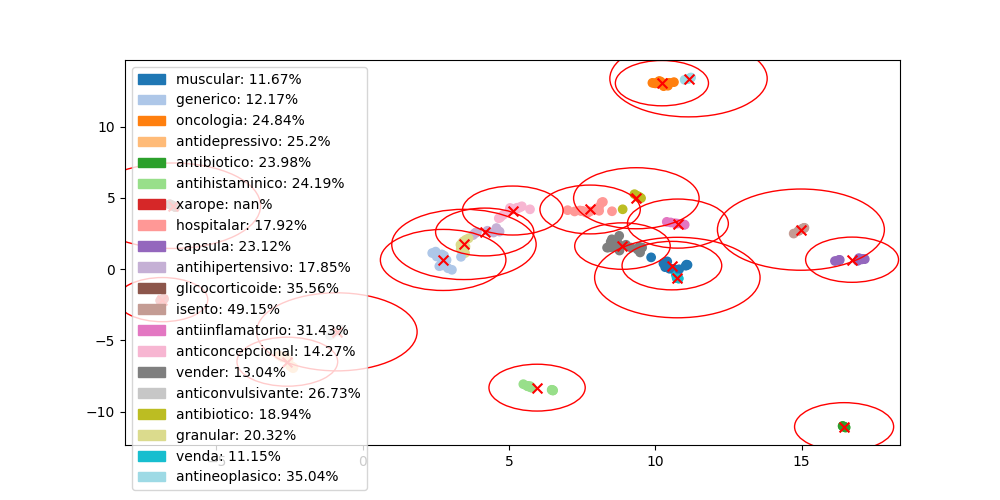 muscular: 11.67%
generico: 12.17%
oncologia: 24.84%
antidepressivo: 25.2%
antibiotico: 23.98%
antihistaminico: 24.19%
xarope: nan%
hospitalar: 17.92%
capsula: 23.12%
antihipertensivo: 17.85%
glicocorticoide: 35.56%
isento: 49.15%
antiinflamatorio: 31.43%
anticoncepcional: 14.27%
vender: 13.04%
anticonvulsivante: 26.73%
antibiotico: 18.94%
granular: 20.32%
venda: 11.15%
antineoplasico: 35.04%
10
5
0
−5
−10
−5 0 5 10 15